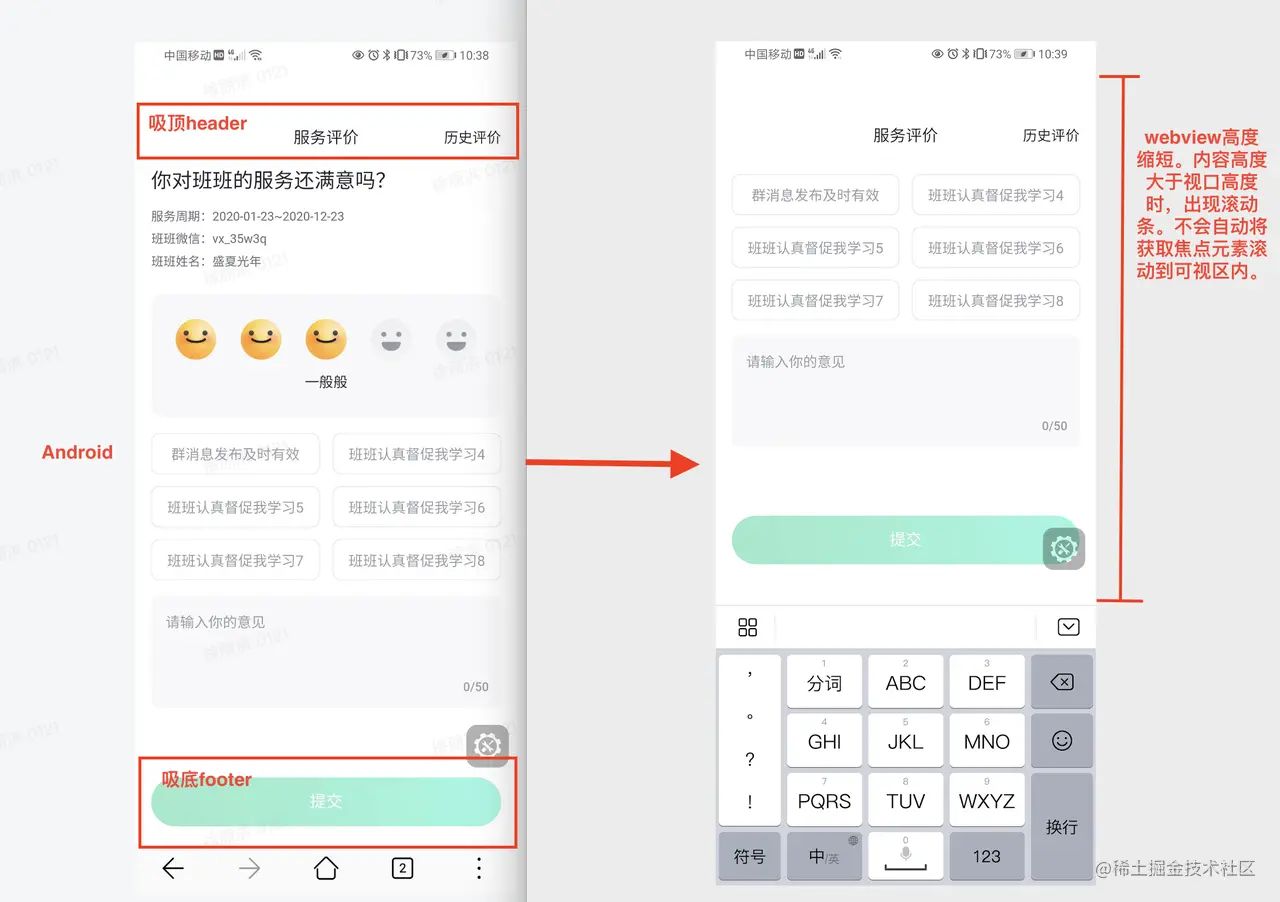 中国移动 HD 4G 73% 10:38
吸顶header
服务评价 历史评价
你对班班的服务还满意吗？
服务周期：2020-01-23~2020-12-23
班班微信：vx_35w3q
班班姓名：盛夏光年
一般般
群消息发布及时有效 班班认真督促我学习4
班班认真督促我学习5 班班认真督促我学习6
班班认真督促我学习7 班班认真督促我学习8
请输入你的意见
0/50
吸底footer
提交
2
Android
中国移动 HD 4G 73% 10:39
服务评价 历史评价
群消息发布及时有效 班班认真督促我学习4
班班认真督促我学习5 班班认真督促我学习6
班班认真督促我学习7 班班认真督促我学习8
请输入你的意见
0/50
提交
，
。
？
！
1 2 3
分词 ABC DEF
4 5 6
GHI JKL MNO
7 8 9
PQRS TUV WXYZ
换行
0
符号 中/英 123
webview高度
缩短。内容高度
大于视口高度
时，出现滚动
条。不会自动将
获取焦点元素滚
动到可视区内。
@稀土掘金技术社区